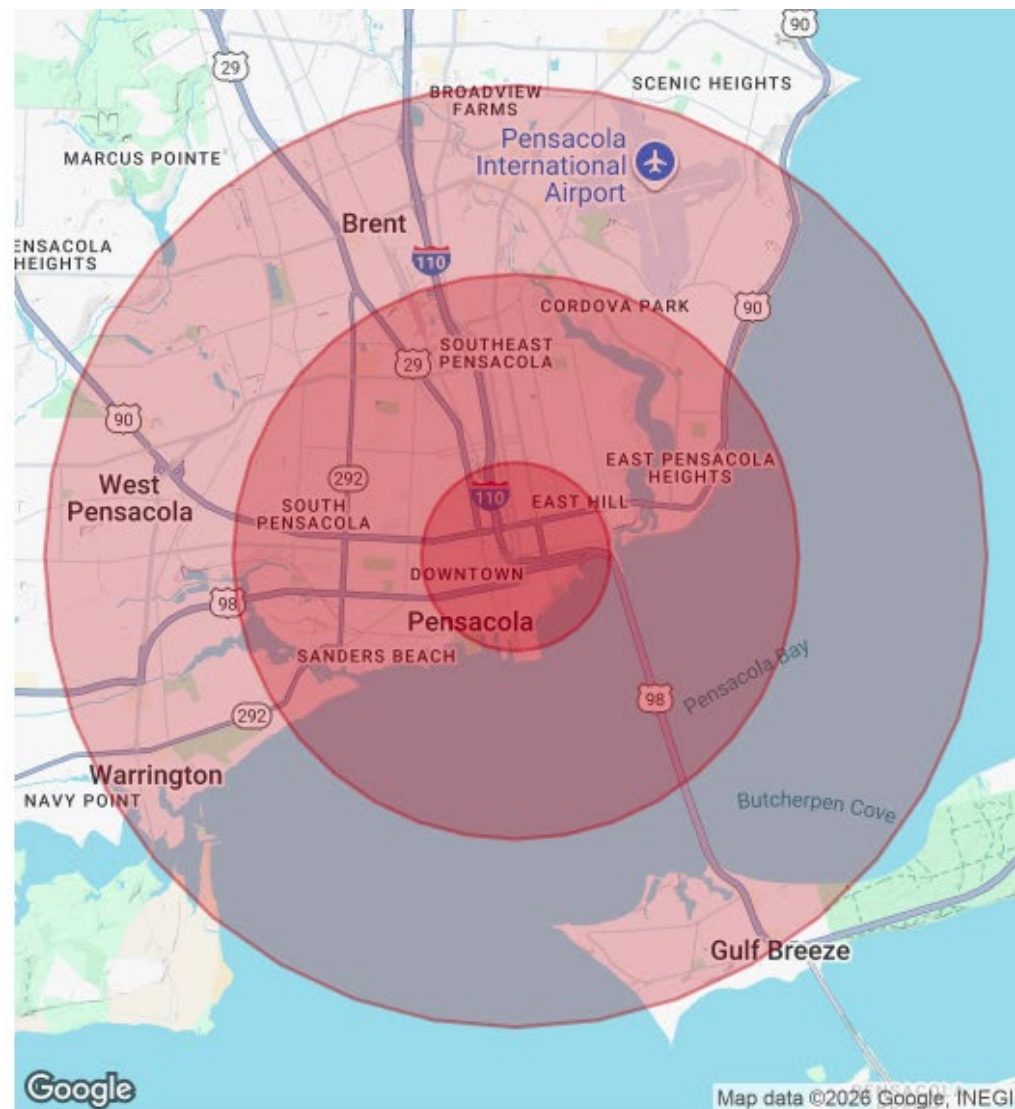 90
29
SCENIC HEIGHTS
BROADVIEW
FARMS
Pensacola
International
Airport
MARCUS POINTE
Brent
ENSACOLA
HEIGHTS
110
CORDOVA PARK
90
SOUTHEAST
PENSACOLA
29
90
EAST PENSACOLA
HEIGHTS
West
Pensacola
292
110
EAST HILL
SOUTH
PENSACOLA
DOWNTOWN
98
Pensacola
SANDERS BEACH
Pensacola Bay
98
292
Warrington
NAVY POINT
Butcherpen Cove
Gulf Breeze
Google
PENSACOLA
Map data ©2026 Google, INEGI